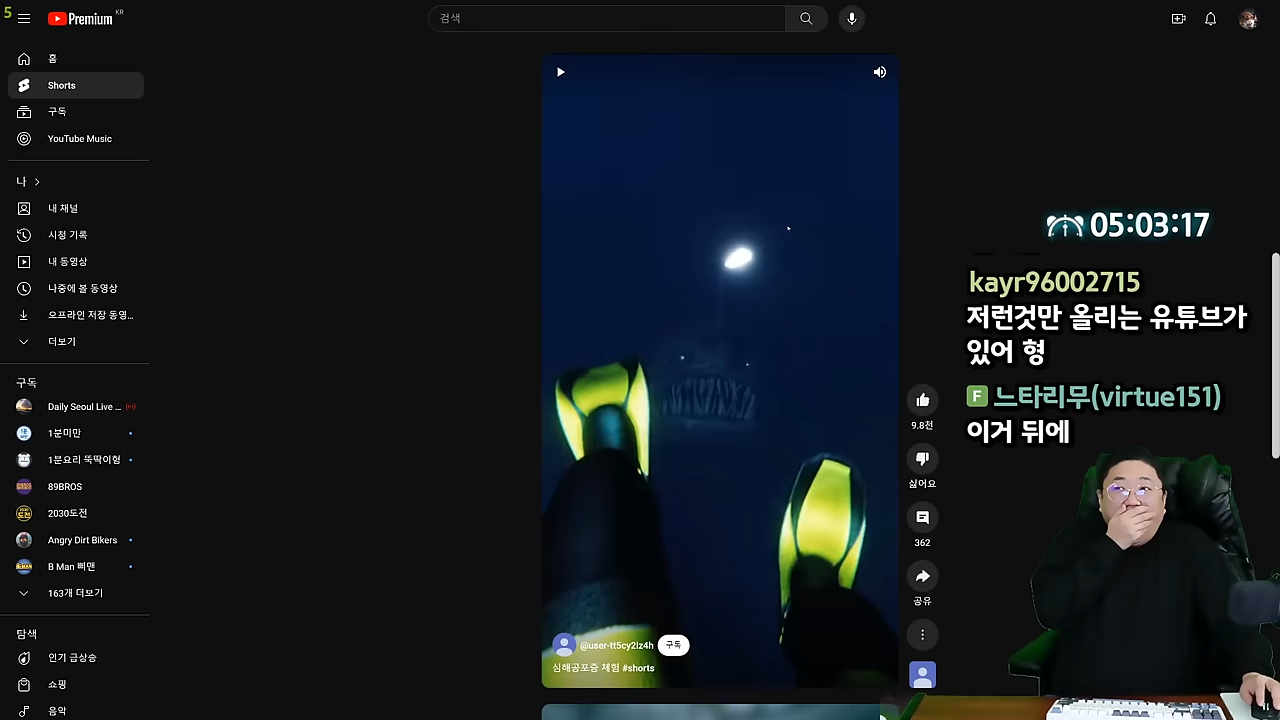 5
Premium KR
검색
홈
Shorts
구독
YouTube Music
나
내 채널
시청 기록
내 동영상
나중에 볼 동영상
오프라인 저장 동영...
더보기
구독
Daily Seoul Live ...
1분미만
1분요리 뚝딱이형
89BROS
2030도전
Angry Dirt Bikers
B Man 삐맨
163개 더보기
탐색
인기 급상승
쇼핑
음악
@user-tt5cy2lz4h 구독
심해공포증 체험 #shorts
9.8천
싫어요
362
공유
05:03:17
kayr96002715
저런것만 올리는 유튜브가
있어 형
F 느타리무(virtue151)
이거 뒤에